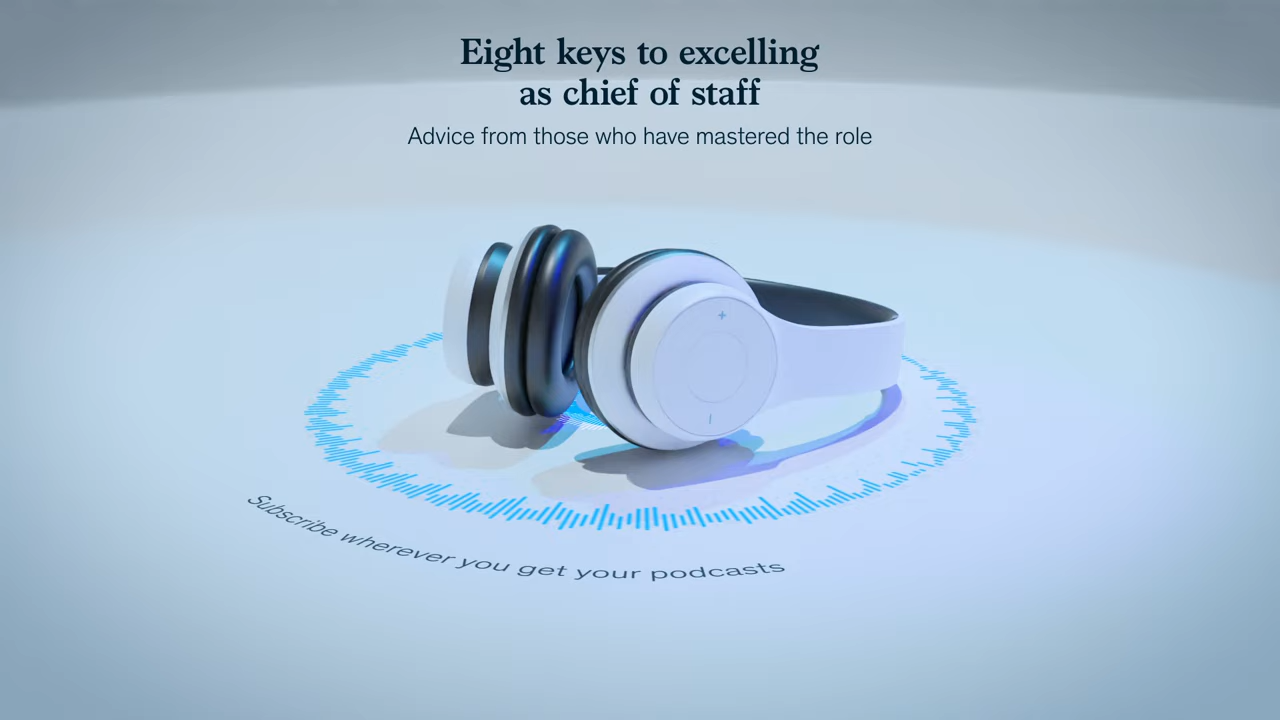 Eight keys to excelling
as chief of staff
Advice from those who have mastered the role
Subscribe wherever you get your podcasts